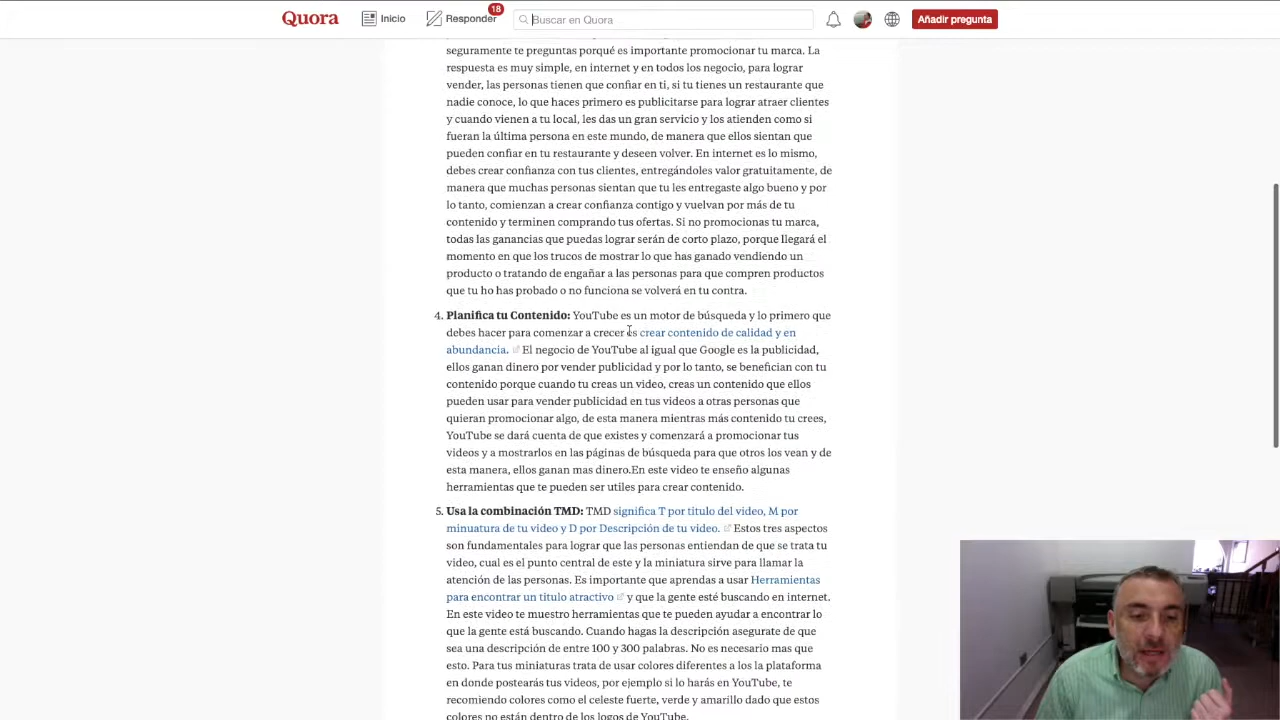 Quora
Inicio
Responder
18
Buscar en Quora
Añadir pregunta
seguramente te preguntas porqué es importante promocionar tu marca. La
respuesta es muy simple, en internet y en todos los negocio, para lograr
vender, las personas tienen que confiar en ti, si tu tienes un restaurante que
nadie conoce, lo que haces primero es publicitarse para lograr atraer clientes
y cuando vienen a tu local, les das un gran servicio y los atienden como si
fueran la última persona en este mundo, de manera que ellos sientan que
pueden confiar en tu restaurante y deseen volver. En internet es lo mismo,
debes crear confianza con tus clientes, entregándoles valor gratuitamente, de
manera que muchas personas sientan que tu les entregaste algo bueno y por
lo tanto, comienzan a crear confianza contigo y vuelvan por más de tu
contenido y terminen comprando tus ofertas. Si no promocionas tu marca,
todas las ganancias que puedas lograr serán de corto plazo, porque llegará el
momento en que los trucos de mostrar lo que has ganado vendiendo un
producto o tratando de engañar a las personas para que compren productos
que tu ho has probado o no funciona se volverá en tu contra.
4. Planifica tu Contenido: YouTube es un motor de búsqueda y lo primero que
debes hacer para comenzar a crecer es crear contenido de calidad y en
abundancia. El negocio de YouTube al igual que Google es la publicidad,
ellos ganan dinero por vender publicidad y por lo tanto, se benefician con tu
contenido porque cuando tu creas un video, creas un contenido que ellos
pueden usar para vender publicidad en tus videos a otras personas que
quieran promocionar algo, de esta manera mientras más contenido tu crees,
YouTube se dará cuenta de que existes y comenzará a promocionar tus
videos y a mostrarlos en las páginas de búsqueda para que otros los vean y de
esta manera, ellos ganan mas dinero.En este video te enseño algunas
herramientas que te pueden ser utiles para crear contenido.
5. Usa la combinación TMD: TMD significa T por titulo del video, M por
minuatura de tu video y D por Descripción de tu video. Estos tres aspectos
son fundamentales para lograr que las personas entiendan de que se trata tu
video, cual es el punto central de este y la miniatura sirve para llamar la
atención de las personas. Es importante que aprendas a usar Herramientas
para encontrar un titulo atractivo y que la gente esté buscando en internet.
En este video te muestro herramientas que te pueden ayudar a encontrar lo
que la gente está buscando. Cuando hagas la descripción asegurate de que
sea una descripción de entre 100 y 300 palabras. No es necesario mas que
esto. Para tus miniaturas trata de usar colores diferentes a los la plataforma
en donde postearás tus videos, por ejemplo si lo harás en YouTube, te
recomiendo colores como el celeste fuerte, verde y amarillo dado que estos
colores no están dentro de los logos de YouTube.